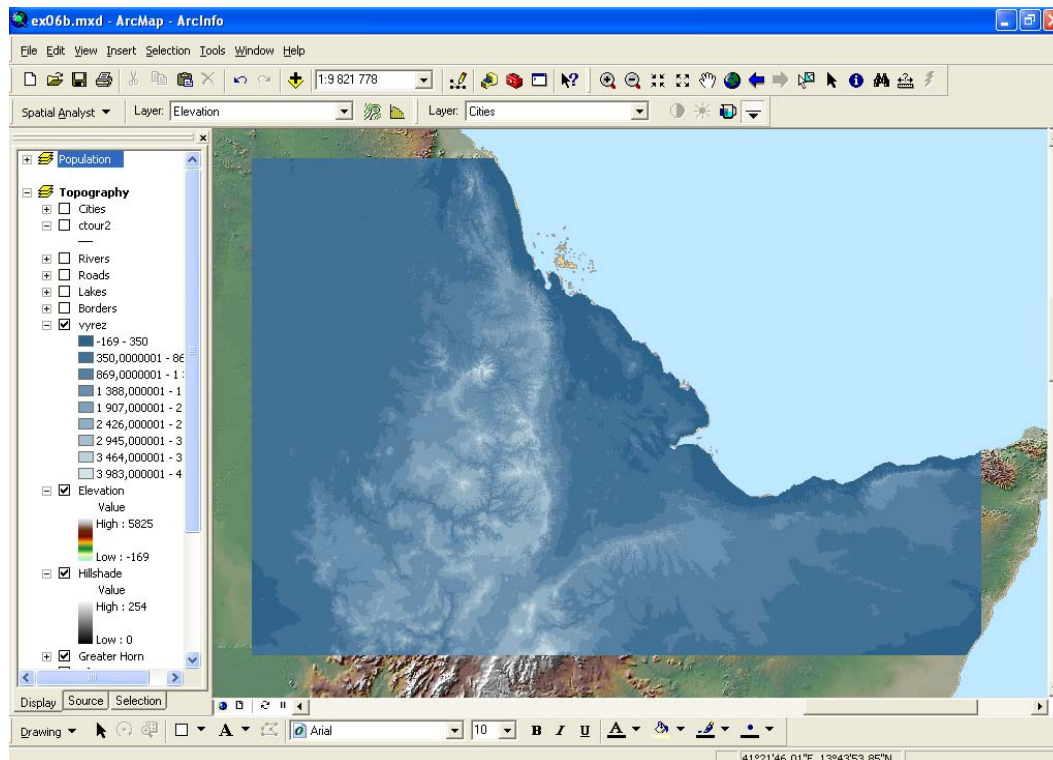 ex06b.mxd - ArcMap - ArcInfo
File Edit View Insert Selection Tools Window Help
1:9 821 778
Spatial Analyst Layer: Elevation Layer: Cities
Population
Topography
Cities
ctour2
Rivers
Roads
Lakes
Borders
vyrez
-169 - 350
350,0000001 - 86
869,0000001 - 1
1 388,000001 - 1
1 907,000001 - 2
2 426,000001 - 2
2 945,000001 - 3
3 464,000001 - 3
3 983,000001 - 4
Elevation
Value
High : 5825
Low : -169
Hillshade
Value
High : 254
Low : 0
Greater Horn
Display Source Selection
Drawing A Arial 10 B I U A
41°21'46,01"E 13°43'53,85"N